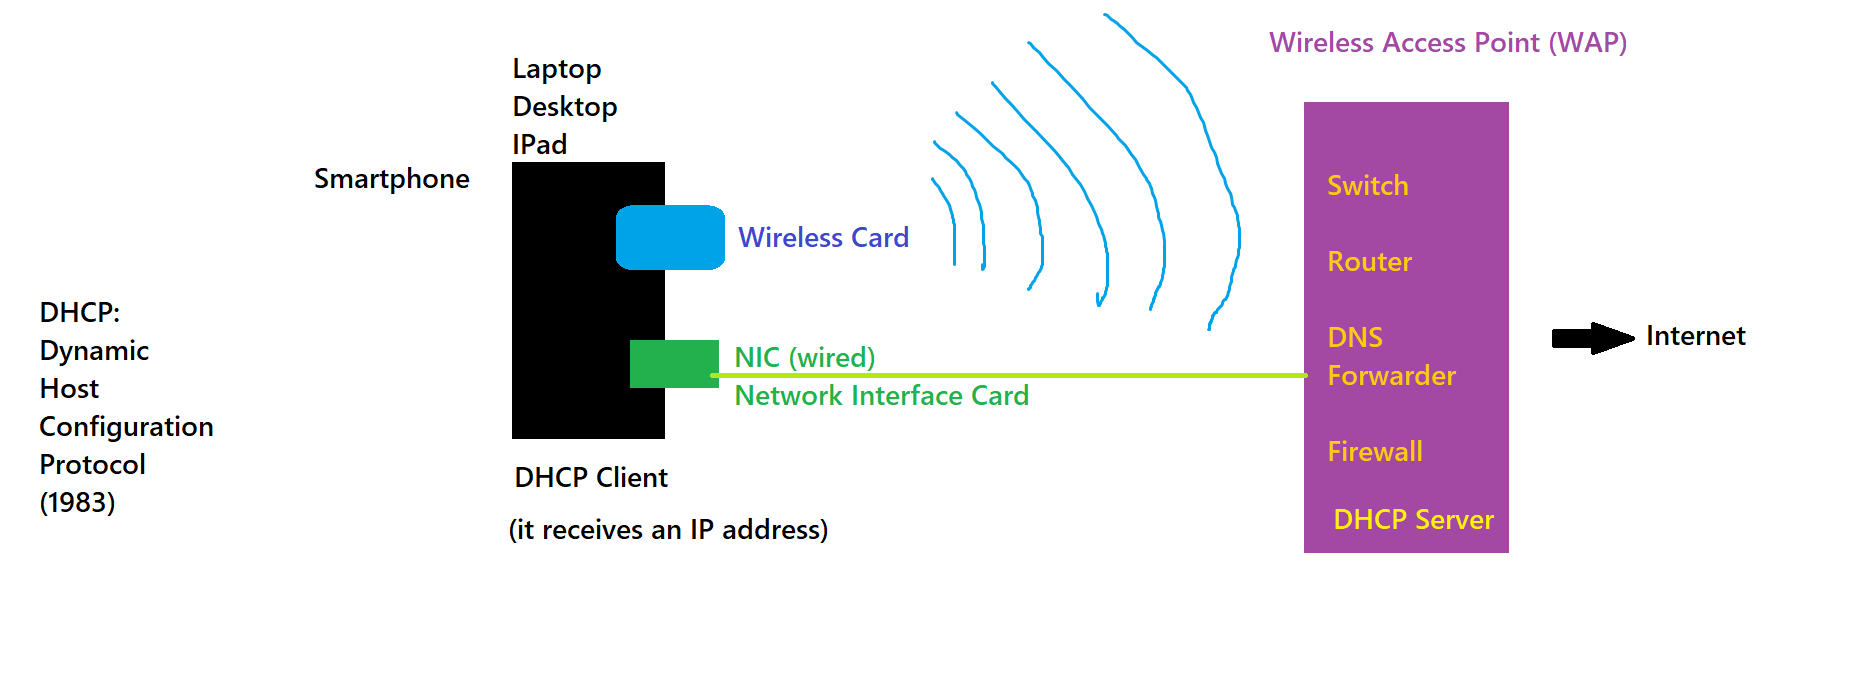 Wireless Access Point (WAP)
Laptop
Desktop
IPad
Smartphone
Wireless Card
DHCP:
Dynamic
Host
Configuration
Protocol
(1983)
NIC (wired)
Network Interface Card
DHCP Client
(it receives an IP address)
Switch
Router
DNS
Forwarder
Firewall
DHCP Server
Internet